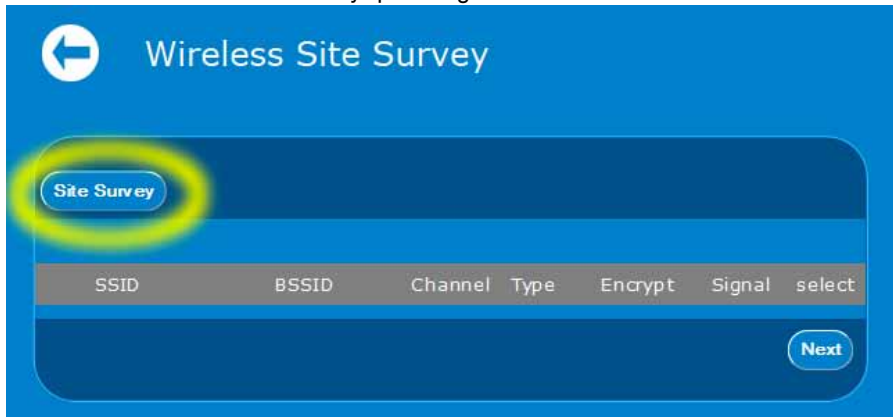 Wireless Site Survey
Site Survey
SSID BSSID Channel Type Encrypt Signal select
Next